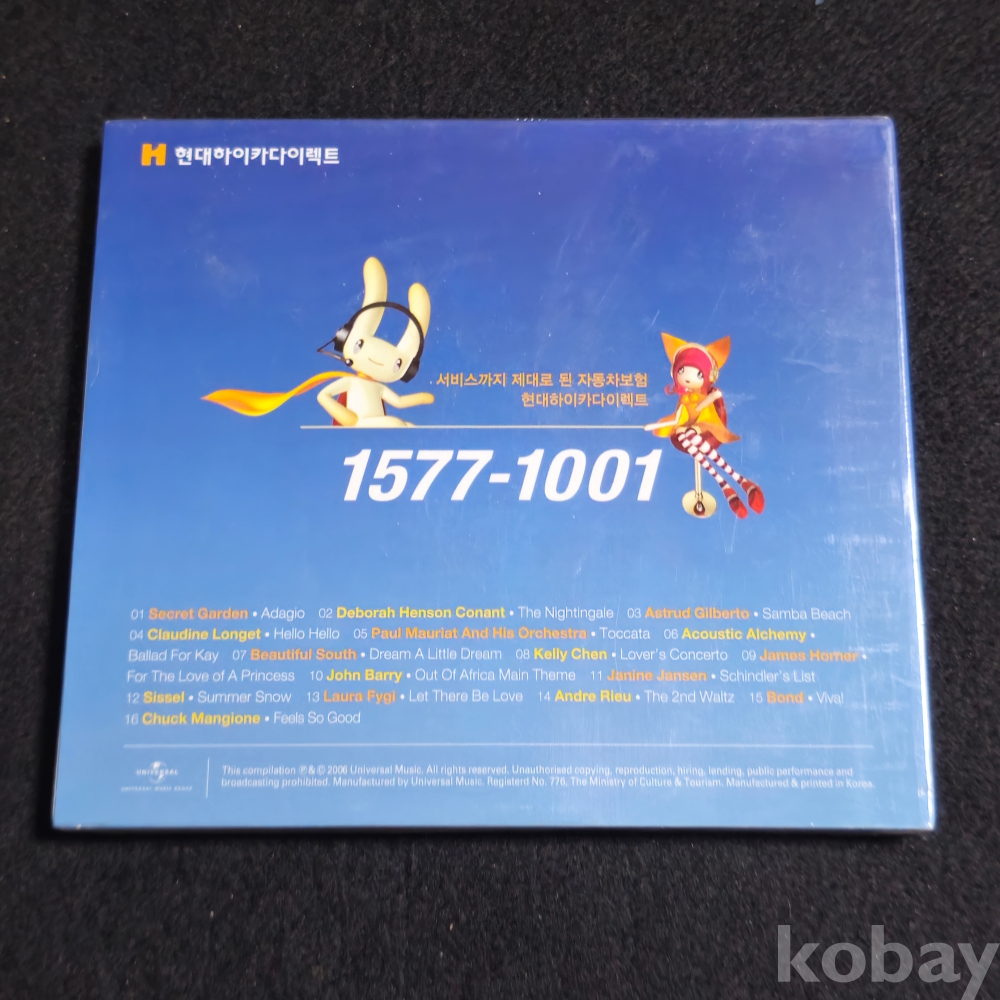 현대하이카다이렉트
서비스까지 제대로 된 자동차보험
현대하이카다이렉트
1577-1001
01 Secret Garden • Adagio 02 Deborah Henson Conant • The Nightingale 03 Astrud Gilberto • Samba Beach
04 Claudine Longet • Hello Hello 05 Paul Mauriat And His Orchestra • Toccata 06 Acoustic Alchemy •
Ballad For Kay 07 Beautiful South • Dream A Little Dream 08 Kelly Chen • Lover's Concerto 09 James Horner •
For The Love of A Princess 10 John Barry • Out Of Africa Main Theme 11 Janine Jansen • Schindler's List
12 Sissel • Summer Snow 13 Laura Fygi • Let There Be Love 14 Andre Rieu • The 2nd Waltz 15 Bond • Viva!
16 Chuck Mangione • Feels So Good
UNIVERSAL
UNIVERSAL MUSIC GROUP
This compilation ℗&© 2006 Universal Music. All rights reserved. Unauthorised copying, reproduction, hiring, lending, public performance and
broadcasting prohibited. Manufactured by Universal Music. Registerd No. 776, The Ministry of Culture & Tourism. Manufactured & printed in Korea.
kobay